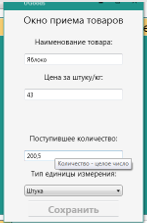 Окно приема товаров
Наименование товара:
Яблоко
Цена за штуку/кг:
43
Поступившее количество:
200,5
Количество - целое число
Тип единицы измерения:
Штука
Сохранить